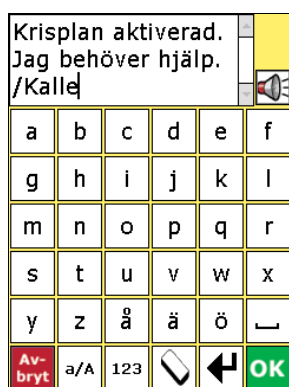 Krisplan aktiverad.
Jag behöver hjälp.
/Kalle
a b c d e f
g h i j k l
m n o p q r
s t u v w x
y z å ä ö
Av-
bryt a/A 123 OK